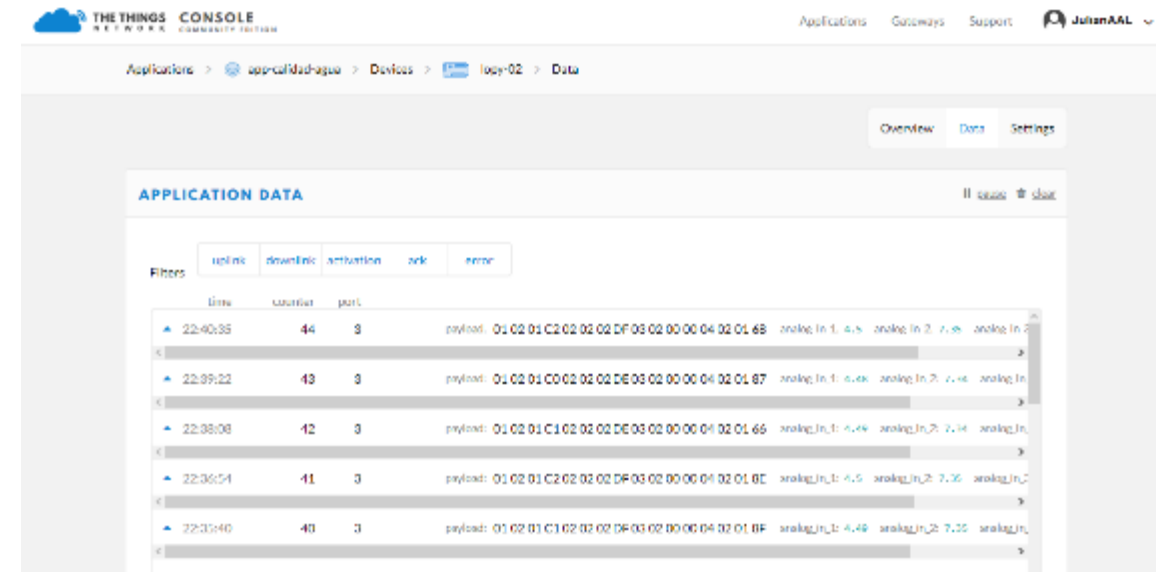 THE THINGS CONSOLE
NETWORK COMMUNITY EDITION
Applications Gateways Support JulianAAL
Applications > app-calidad-agua > Devices > lopy-02 > Data
Overview Data Settings
APPLICATION DATA
pause clear
Filters uplink downlink activation ack error
time counter port
22:40:35 44 3 payload: 01 02 01 C2 02 02 02 DF 03 02 00 00 04 02 01 6B analog_in_1: 4.5 analog_in_2: 7.35
22:39:22 43 3 payload: 01 02 01 C0 02 02 02 DE 03 02 00 00 04 02 01 87 analog_in_1: 4.48 analog_in_2: 7.34 analog_in
22:38:08 42 3 payload: 01 02 01 C1 02 02 02 DE 03 02 00 00 04 02 01 66 analog_in_1: 4.49 analog_in_2: 7.34 analog_in_
22:36:54 41 3 payload: 01 02 01 C2 02 02 02 DF 03 02 00 00 04 02 01 analog_in_1: 4.5 analog_in_2: 7.35
22:35:40 40 3 payload: 01 02 01 C1 02 02 02 DF 03 02 00 00 04 02 01 analog_in_1: 4.49 analog_in_2: 7.35 analog_in_